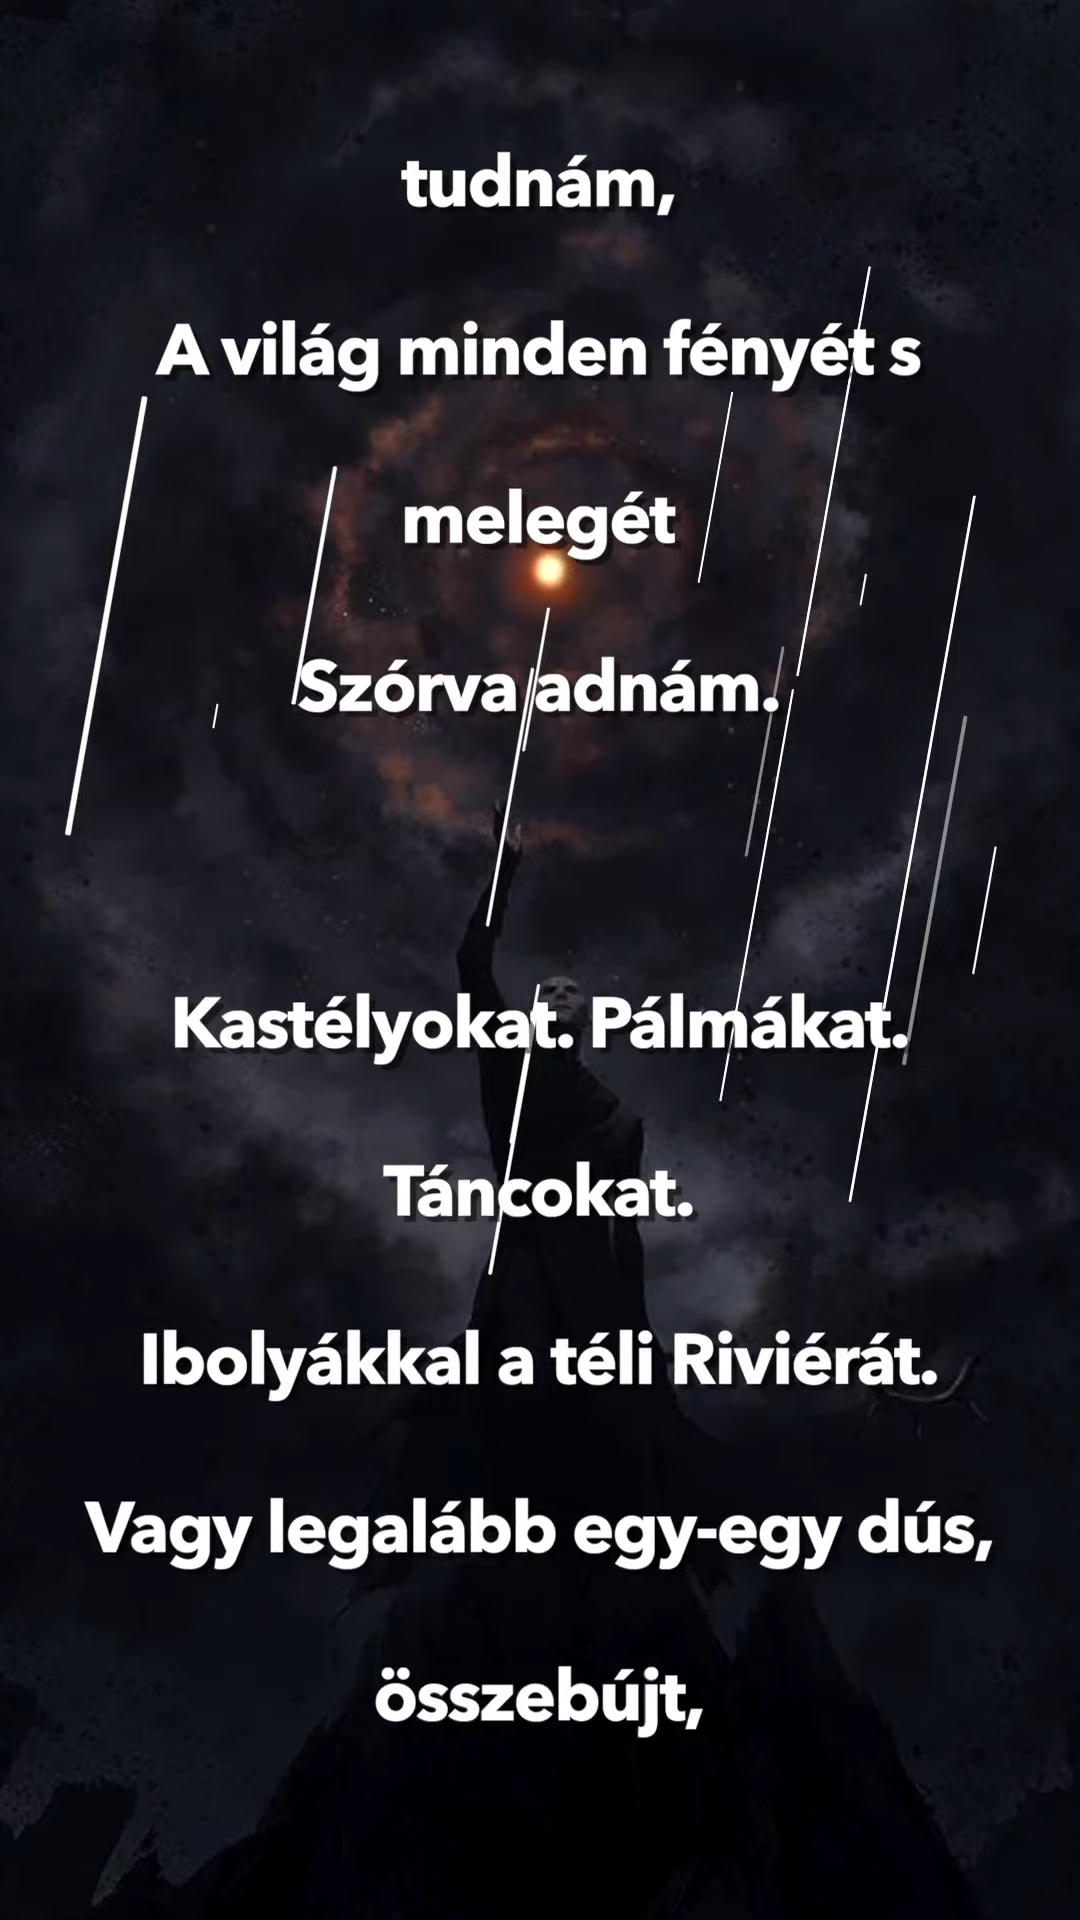 tudnám,
A világ minden fényét s
melegét
Szórva adnám.
Kastélyokat. Pálmákat.
Táncokat.
Ibolyákkal a téli Riviérát.
Vagy legalább egy-egy dús,
összebújt,